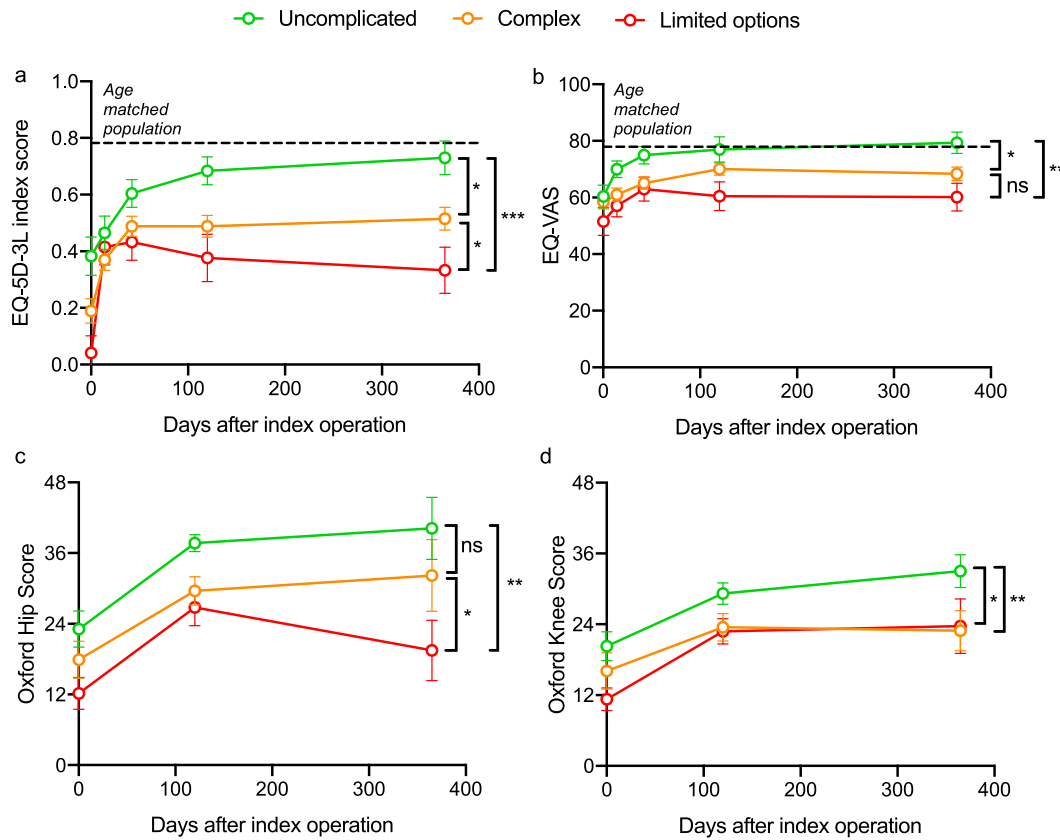 Uncomplicated Complex Limited options
a
Age
matched
population
EQ-5D-3L index score
1.0
0.8
0.6
0.4
0.2
0.0
*
*
***
0 100 200 300 400
Days after index operation
b
Age
matched
population
EQ-VAS
100
80
60
40
20
0
*
ns
**
0 100 200 300 400
Days after index operation
c
Oxford Hip Score
48
36
24
12
0
ns
*
**
0 100 200 300 400
Days after index operation
d
Oxford Knee Score
48
36
24
12
0
*
**
0 100 200 300 400
Days after index operation